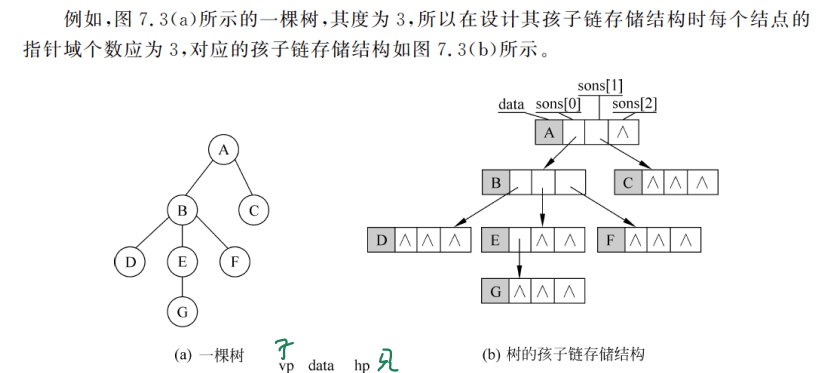 例如,图 7.3(a)所示的一棵树,其度为 3,所以在设计其孩子链存储结构时每个结点的
指针域个数应为 3,对应的孩子链存储结构如图 7.3(b)所示。
sons[1]
data sons[0] sons[2]
A ∧
A
B
C ∧ ∧ ∧
B C
D ∧ ∧ ∧
E ∧ ∧
F ∧ ∧ ∧
D E F
G ∧ ∧ ∧
G
(a) 一棵树
(b) 树的孩子链存储结构
子
vp data hp 兄